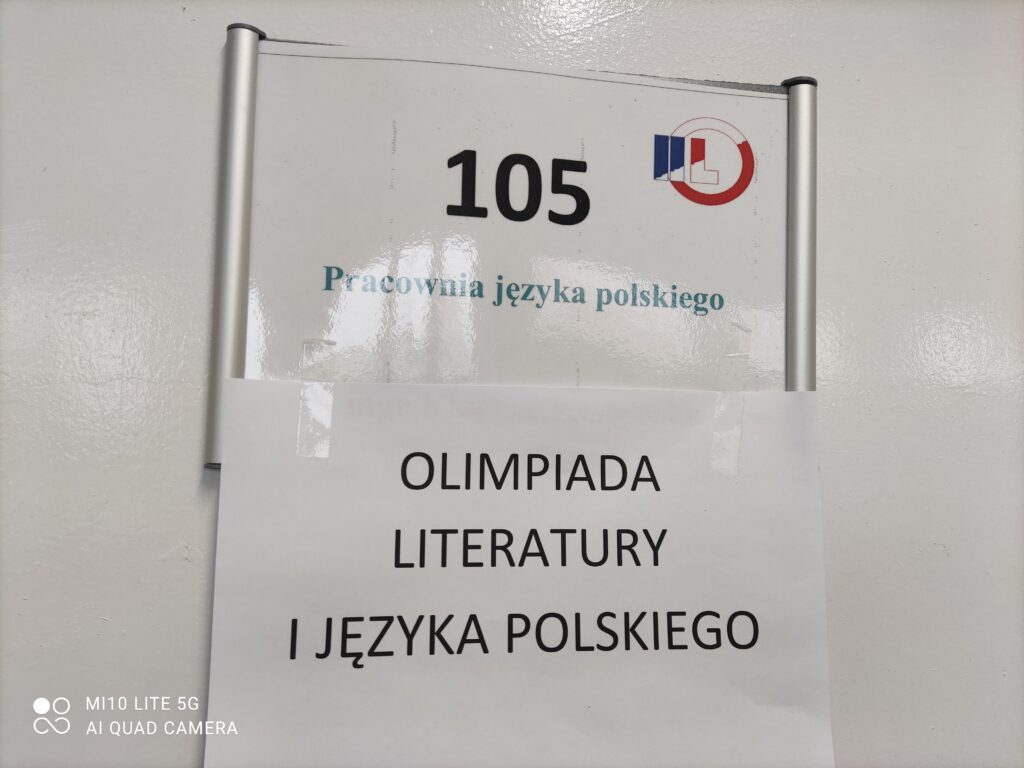 105
Pracownia języka polskiego
OLIMPIADA
LITERATURY
I JĘZYKA POLSKIEGO
MI10 LITE 5G
AI QUAD CAMERA